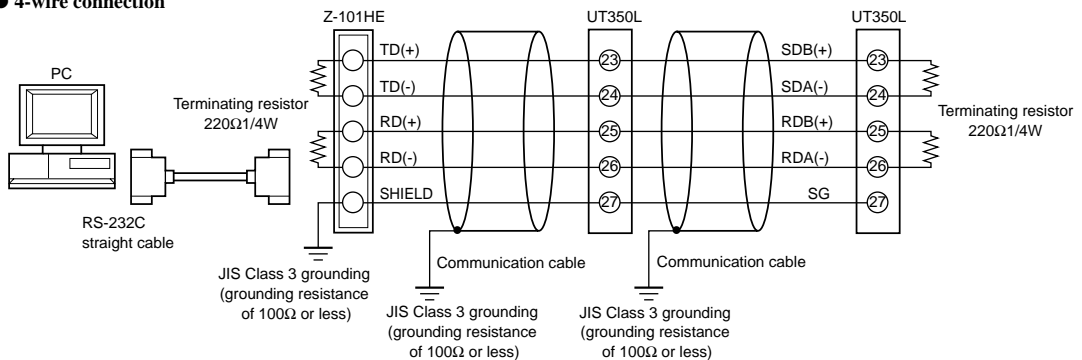 ● 4-wire connection
Z-101HE
UT350L
UT350L
PC
TD(+)
TD(-)
RD(+)
RD(-)
SHIELD
Terminating resistor
220Ω1/4W
RS-232C
straight cable
23
24
25
26
27
SDB(+)
SDA(-)
RDB(+)
RDA(-)
SG
23
24
25
26
27
Terminating resistor
220Ω1/4W
JIS Class 3 grounding
(grounding resistance
of 100Ω or less)
Communication cable
JIS Class 3 grounding
(grounding resistance
of 100Ω or less)
Communication cable
JIS Class 3 grounding
(grounding resistance
of 100Ω or less)